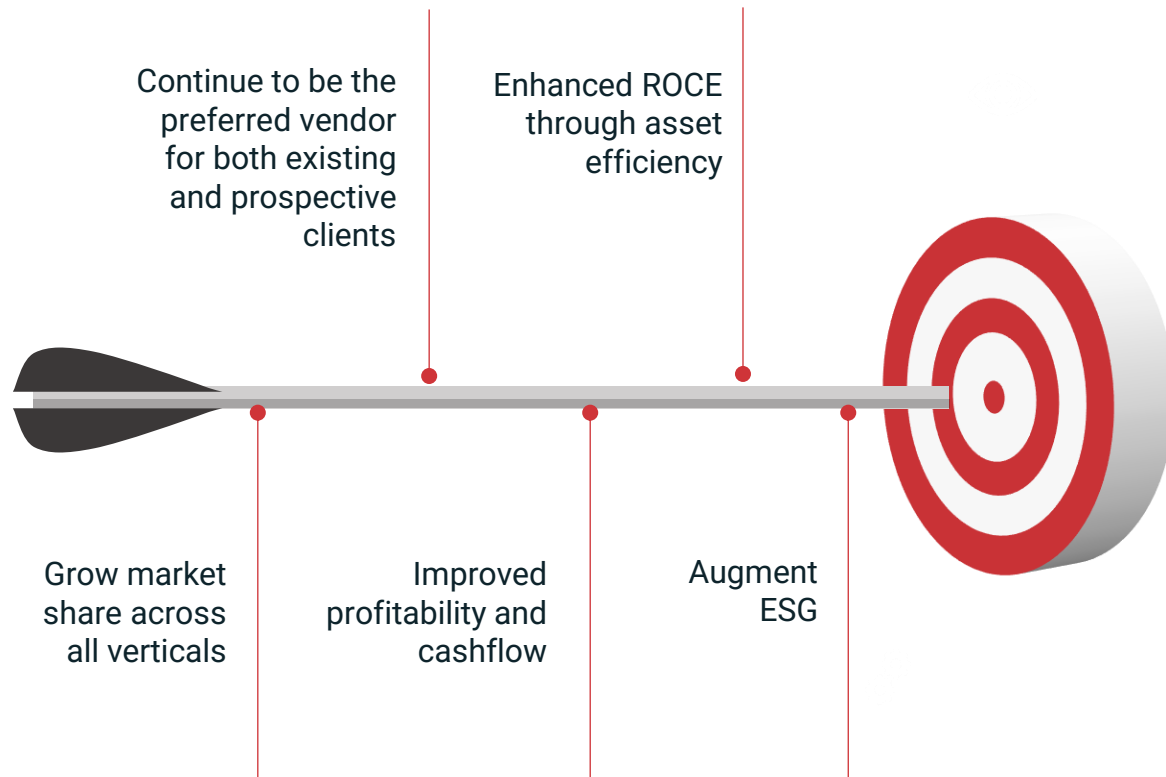 Continue to be the
preferred vendor
for both existing
and prospective
clients
Enhanced ROCE
through asset
efficiency
Grow market
share across
all verticals
Improved
profitability and
cashflow
Augment
ESG